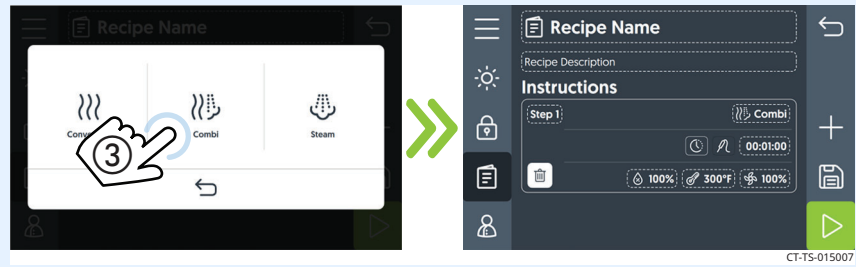 Recipe Name
Conv
Combi
Steam
3
Recipe Name
Recipe Description
Instructions
Step 1
Combi
00:01:00
100%
300°F
100%
CT-TS-015007